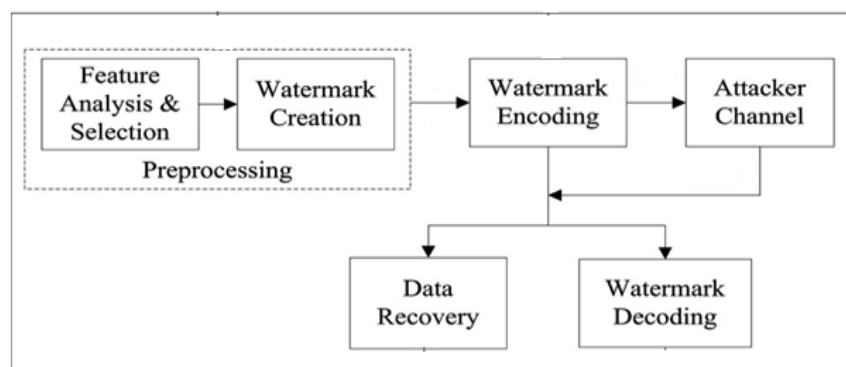 Feature
Analysis &
Selection
Watermark
Creation
Preprocessing
Watermark
Encoding
Attacker
Channel
Data
Recovery
Watermark
Decoding